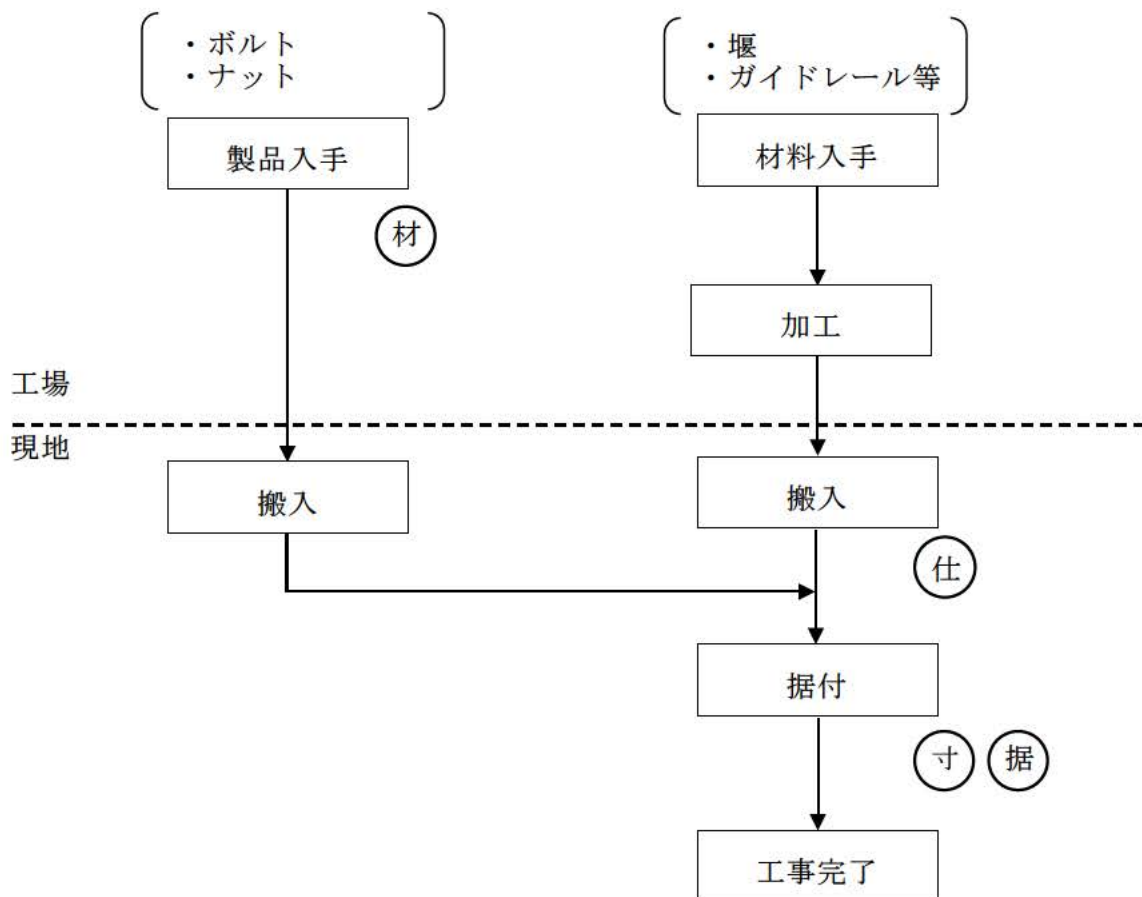 ・ボルト
・ナット
・堰
・ガイドレール等
製品入手
材料入手
材
加工
工場
現地
搬入
搬入
仕
据付
寸
据
工事完了